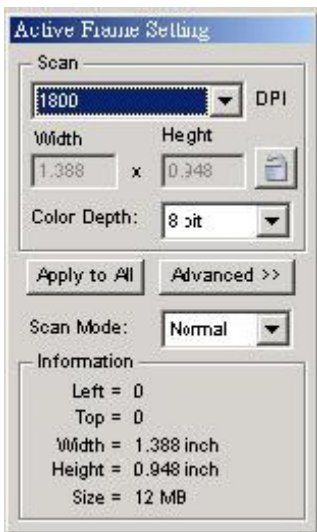 Active Frame Setting
Scan
1800 DPI
Width Heght
1.388 x 0.948
Color Depth: 8 bit
Apply to All Advanced >>
Scan Mode: Normal
Information
Left = 0
Top = 0
Width = 1.388 inch
Height = 0.948 inch
Size = 12 MB